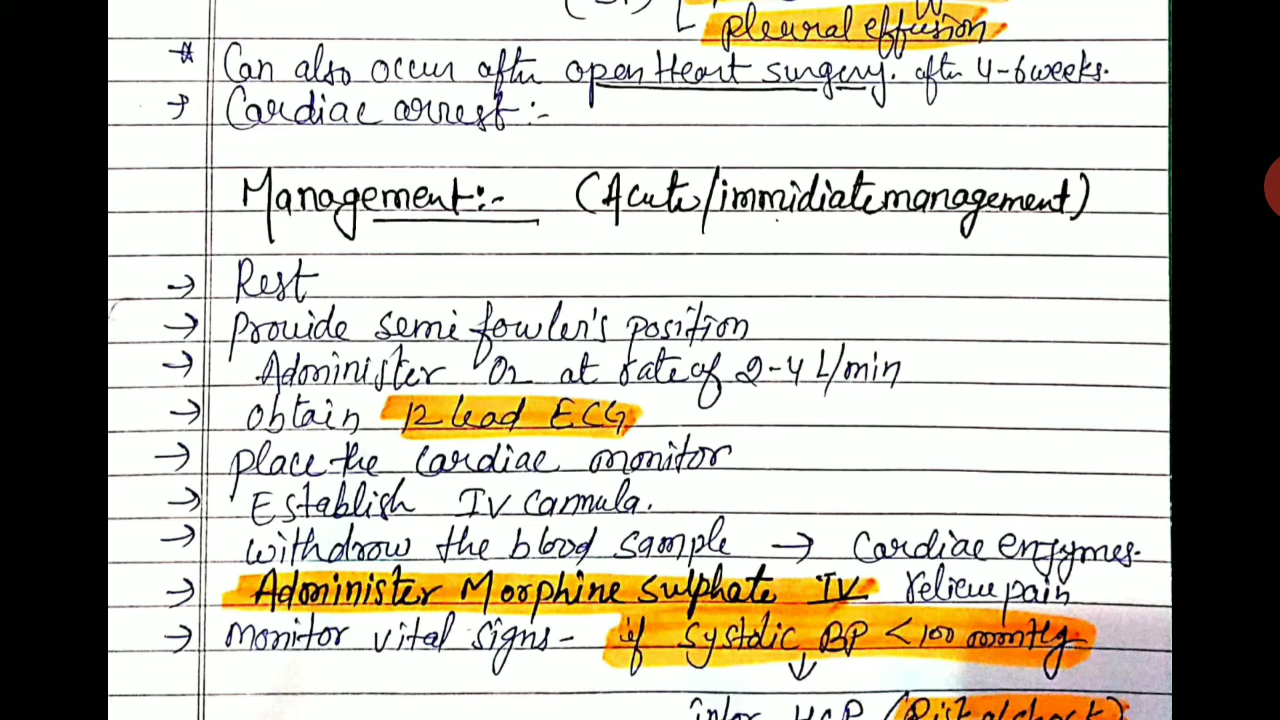 pleural effusion
* Can also occur after open Heart surgery. after 4-6 weeks.
→ Cardiac arrest :-
Management :- (Acute/immidiate management)
→ Rest
→ provide semi fowler's position
→ Administer O2 at rate of 2-4 L/min
→ obtain 12 lead ECG
→ place the cardiac monitor
→ Establish IV cannula.
→ withdrow the blood sample → cardiac enzymes.
→ Administer Morphine sulphate IV relieve pain
→ monitor vital signs - if systolic BP < 100 mmHg
↓